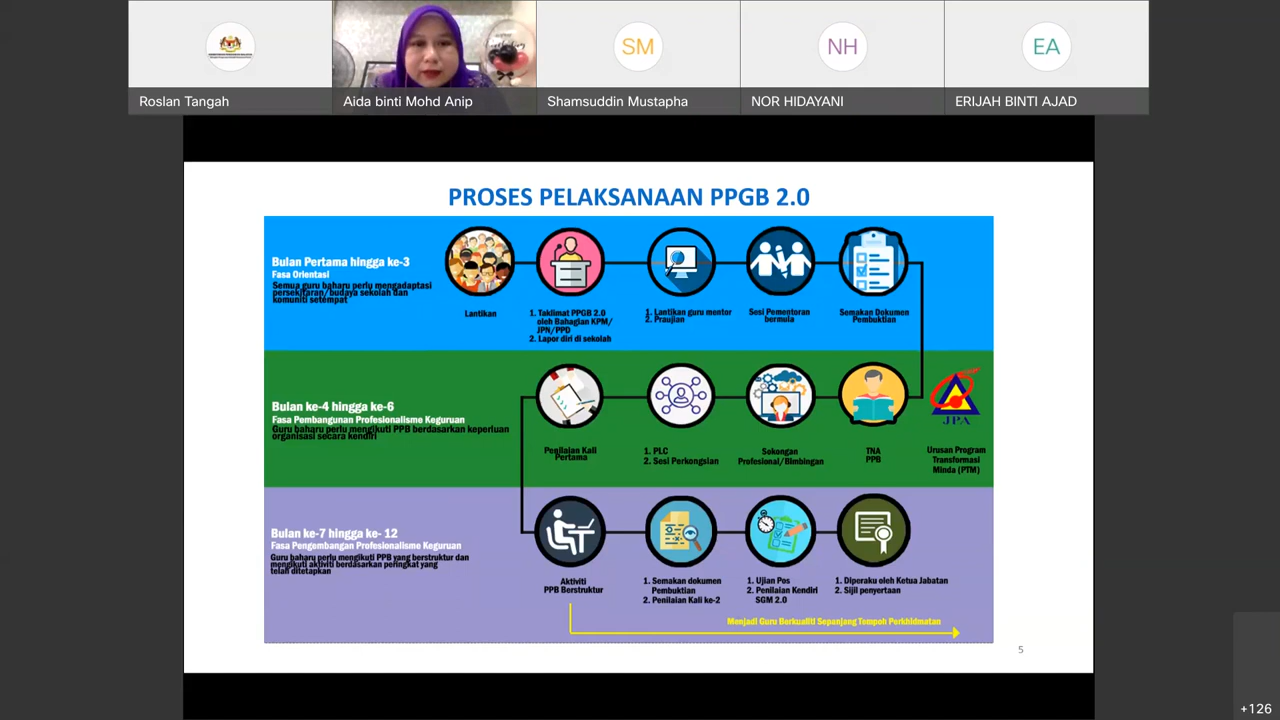 SM
NH
EA
Roslan Tangah
Aida binti Mohd Anip
Shamsuddin Mustapha
NOR HIDAYANI
ERIJAH BINTI AJAD
PROSES PELAKSANAAN PPGB 2.0
Bulan Pertama hingga ke-3
Fasa Orientasi
Semua guru baharu perlu mengadaptasi
persekitaran/budaya sekolah dan
komuniti setempat
Lantikan
1. Taklimat PPGB 2.0
oleh Bahagian KPM/
JPN/PPD
2. Lapor diri di sekolah
1. Lantikan guru mentor
2. Praujian
Sesi Pementoran
bermula
Semakan Dokumen
Pembuktian
Bulan ke-4 hingga ke-6
Fasa Pembangunan Profesionalisme Keguruan
Guru baharu perlu mengikuti PPB berdasarkan keperluan
organisasi secara kendiri
Penilaian Kali
Pertama
1. PLC
2. Sesi Perkongsian
Sokongan
Profesional/Bimbingan
TNA
PPB
JPA
Urusan Program
Transformasi
Minda (PTM)
Bulan ke-7 hingga ke- 12
Fasa Pengembangan Profesionalisme Keguruan
Guru baharu perlu mengikuti PPB yang berstruktur dan
mengikuti aktiviti berdasarkan peringkat yang
telah ditetapkan
Aktiviti
PPB Berstruktur
1. Semakan dokumen
Pembuktian
2. Penilaian Kali ke-2
1. Ujian Pos
2. Penilaian Kendiri
SGM 2.0
1. Diperaku oleh Ketua Jabatan
2. Sijil penyertaan
Menjadi Guru Berkualiti Sepanjang Tempoh Perkhidmatan
5
+126